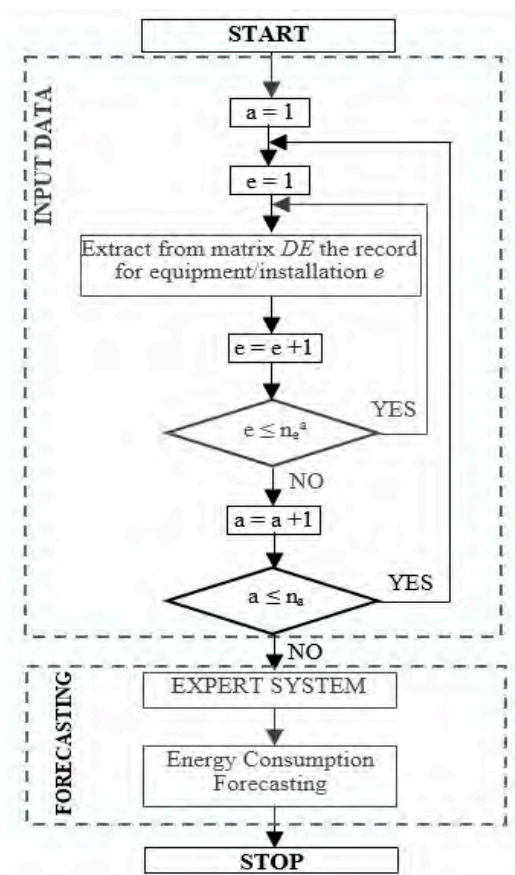 START
INPUT DATA
a = 1
e = 1
Extract from matrix DE the record
for equipment/installation e
e = e +1
YES
e ≤ nₑᵃ
NO
a = a +1
YES
a ≤ nₐ
NO
FORECASTING
EXPERT SYSTEM
Energy Consumption
Forecasting
STOP